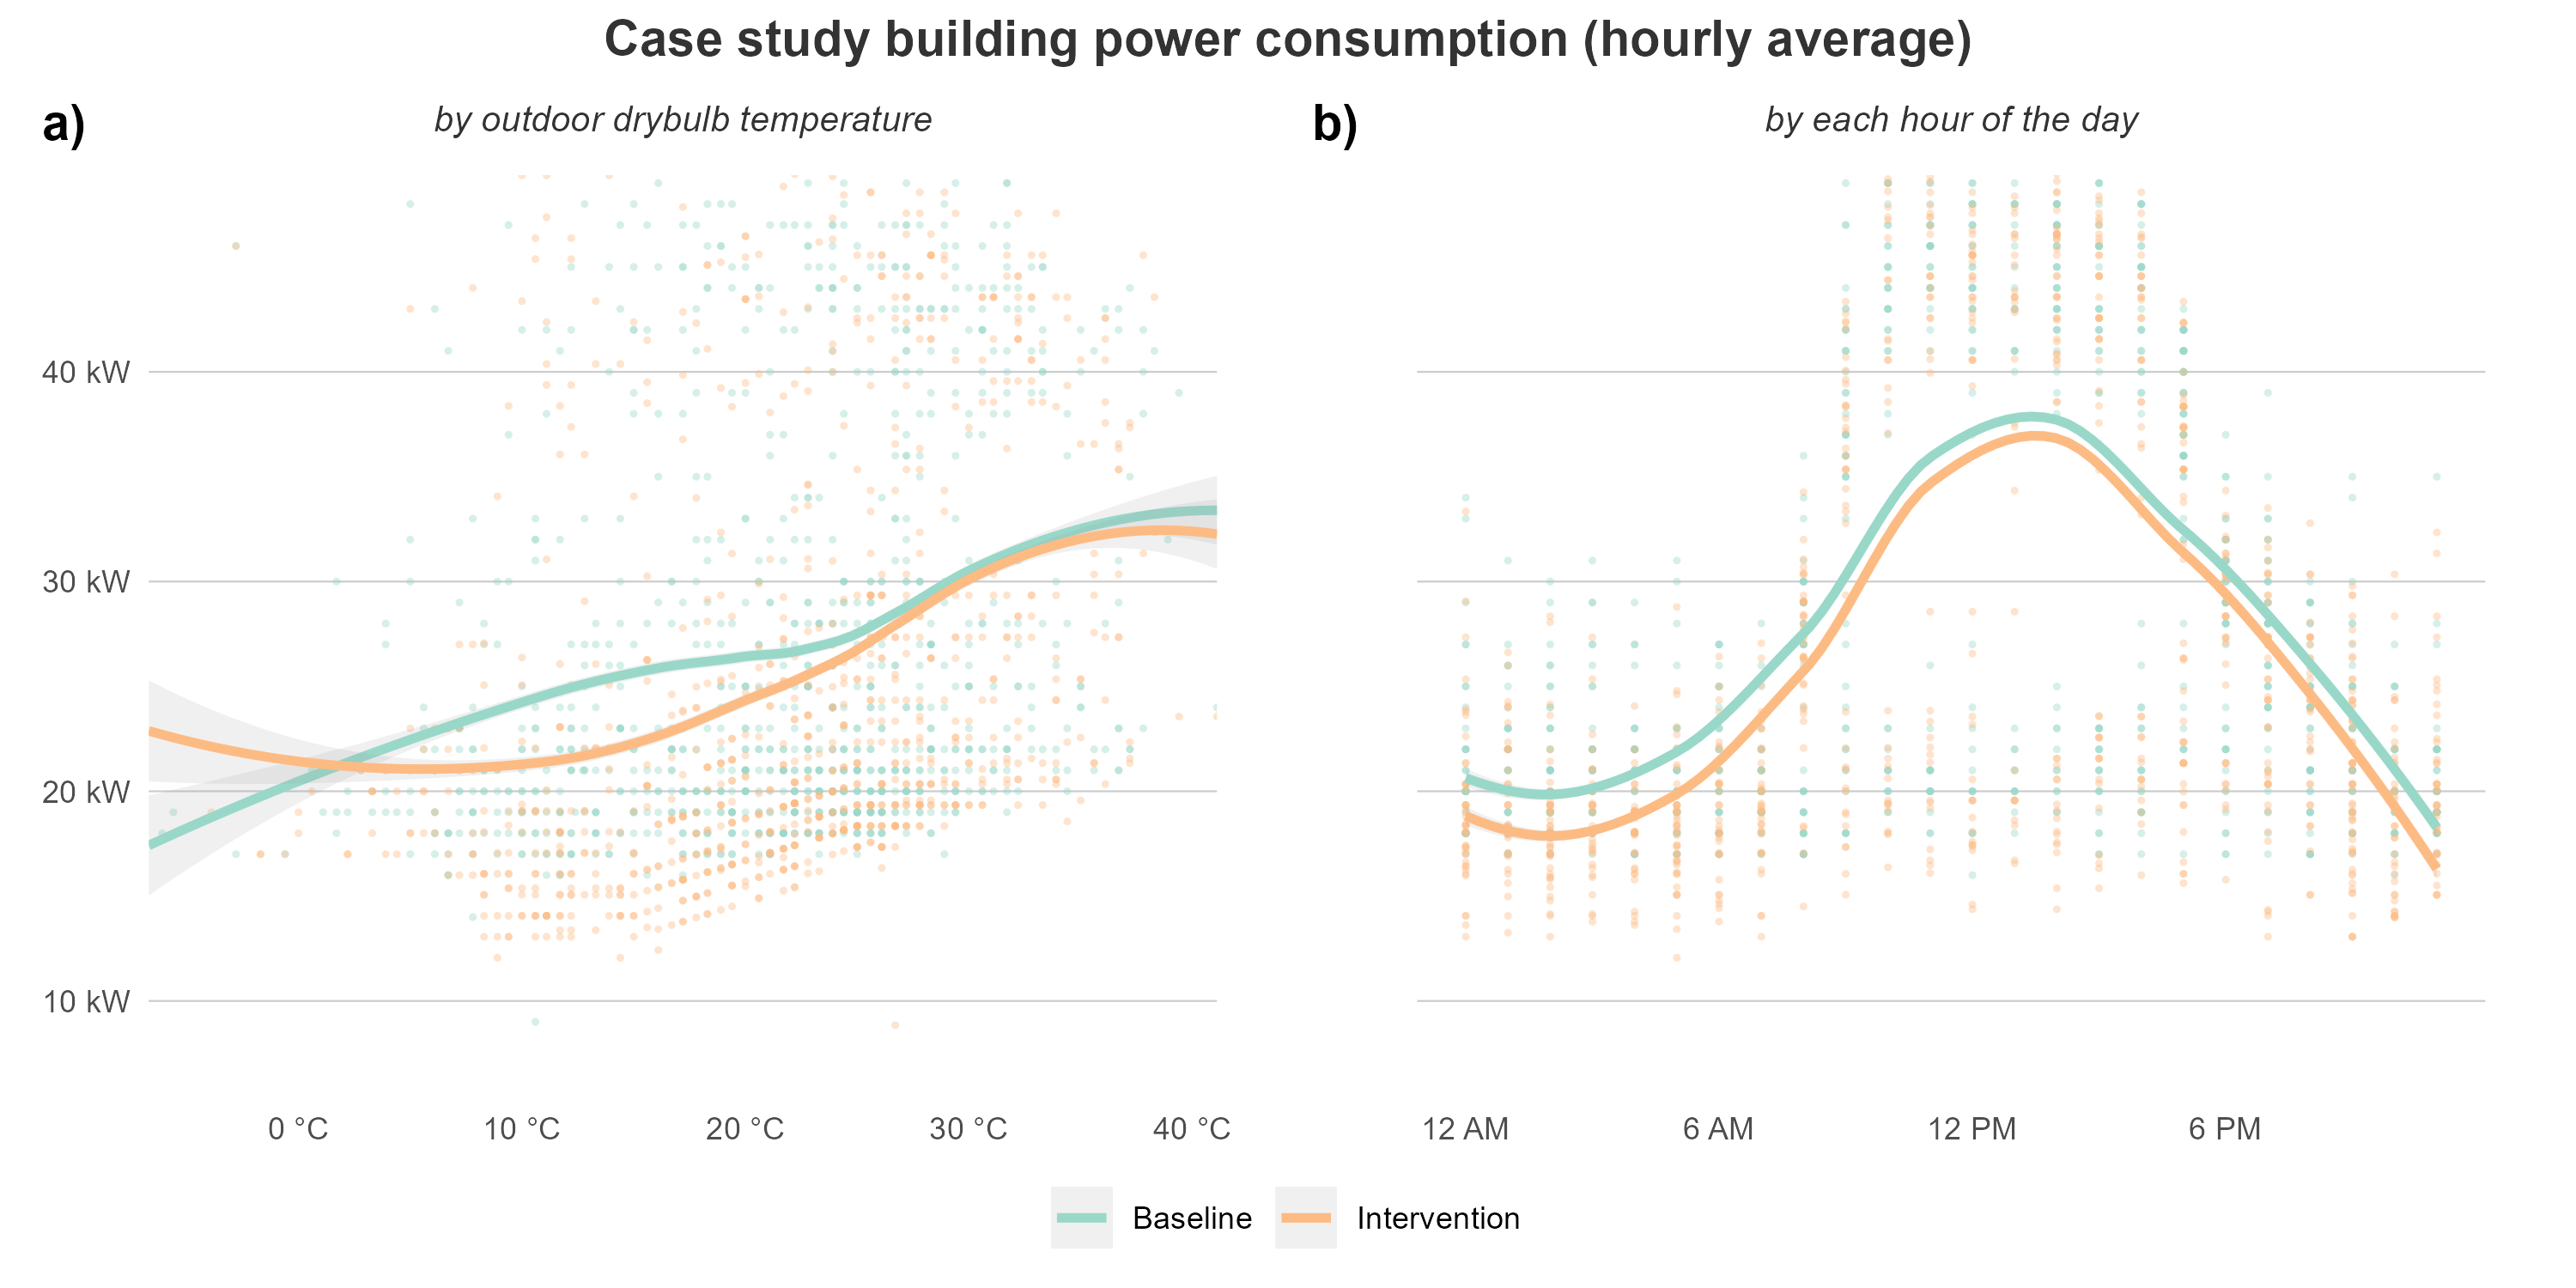 Case study building power consumption (hourly average)
a)
by outdoor drybulb temperature
b)
by each hour of the day
40 kW
30 kW
20 kW
10 kW
0 °C
10 °C
20 °C
30 °C
40 °C
12 AM
6 AM
12 PM
6 PM
Baseline
Intervention